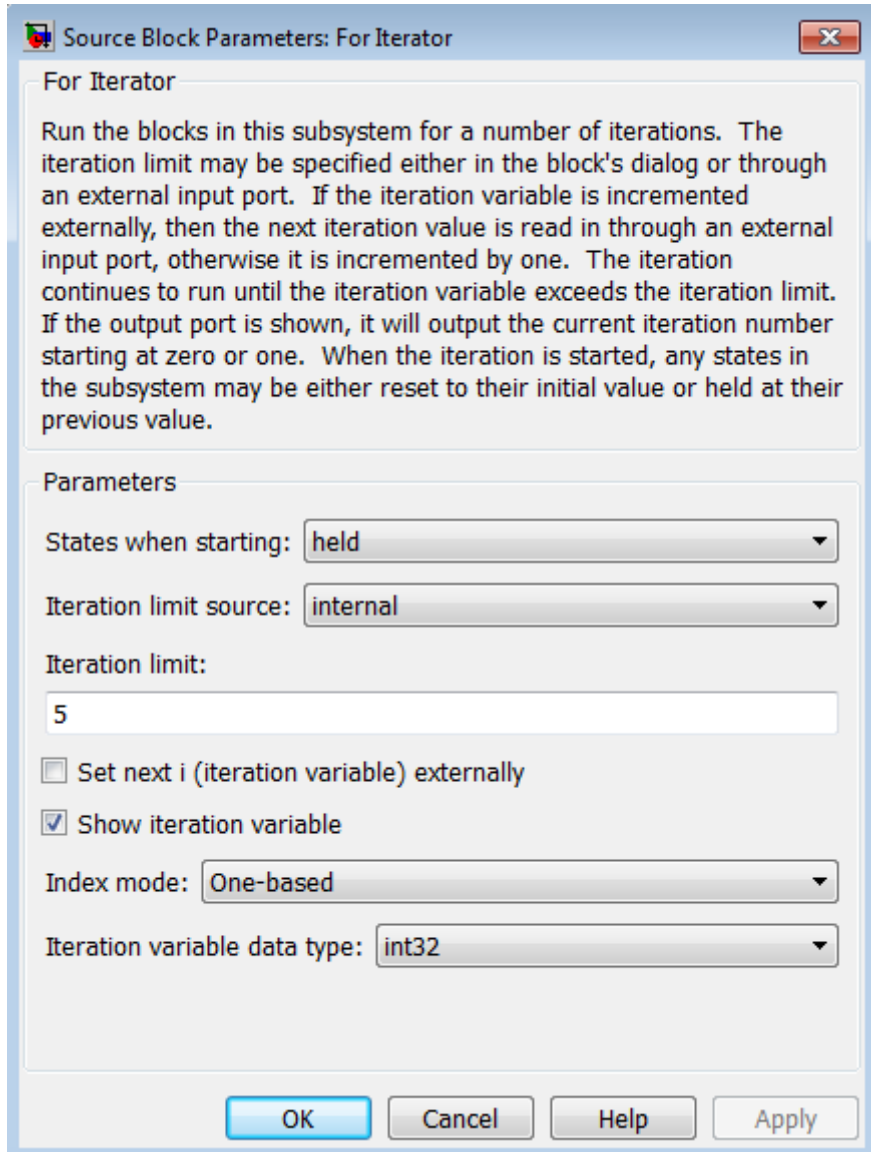 Source Block Parameters: For Iterator
For Iterator
Run the blocks in this subsystem for a number of iterations.  The
iteration limit may be specified either in the block's dialog or through
an external input port.  If the iteration variable is incremented
externally, then the next iteration value is read in through an external
input port, otherwise it is incremented by one.  The iteration
continues to run until the iteration variable exceeds the iteration limit.
If the output port is shown, it will output the current iteration number
starting at zero or one.  When the iteration is started, any states in
the subsystem may be either reset to their initial value or held at their
previous value.
Parameters
States when starting: held
Iteration limit source: internal
Iteration limit:
5
Set next i (iteration variable) externally
Show iteration variable
Index mode: One-based
Iteration variable data type: int32
OK Cancel Help Apply